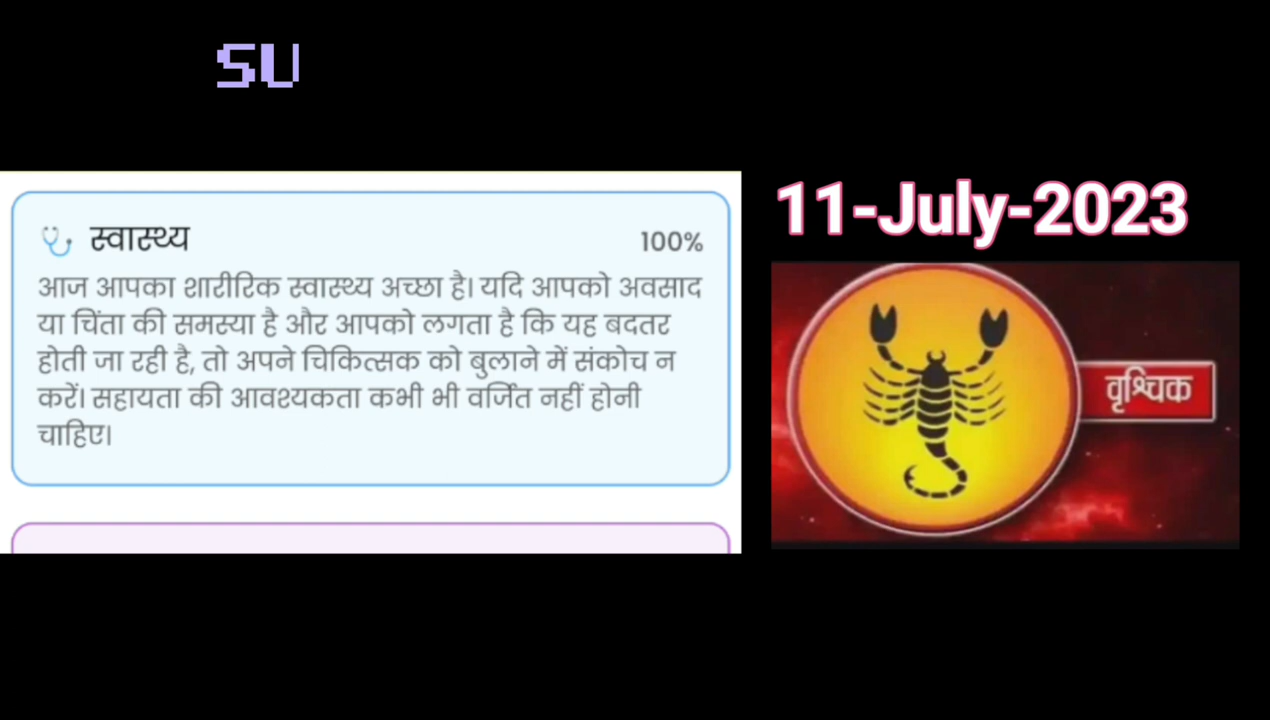 SU
स्वास्थ्य 100%
आज आपका शारीरिक स्वास्थ्य अच्छा है। यदि आपको अवसाद
या चिंता की समस्या है और आपको लगता है कि यह बदतर
होती जा रही है, तो अपने चिकित्सक को बुलाने में संकोच न
करें। सहायता की आवश्यकता कभी भी वर्जित नहीं होनी
चाहिए।
11-July-2023
वृश्चिक